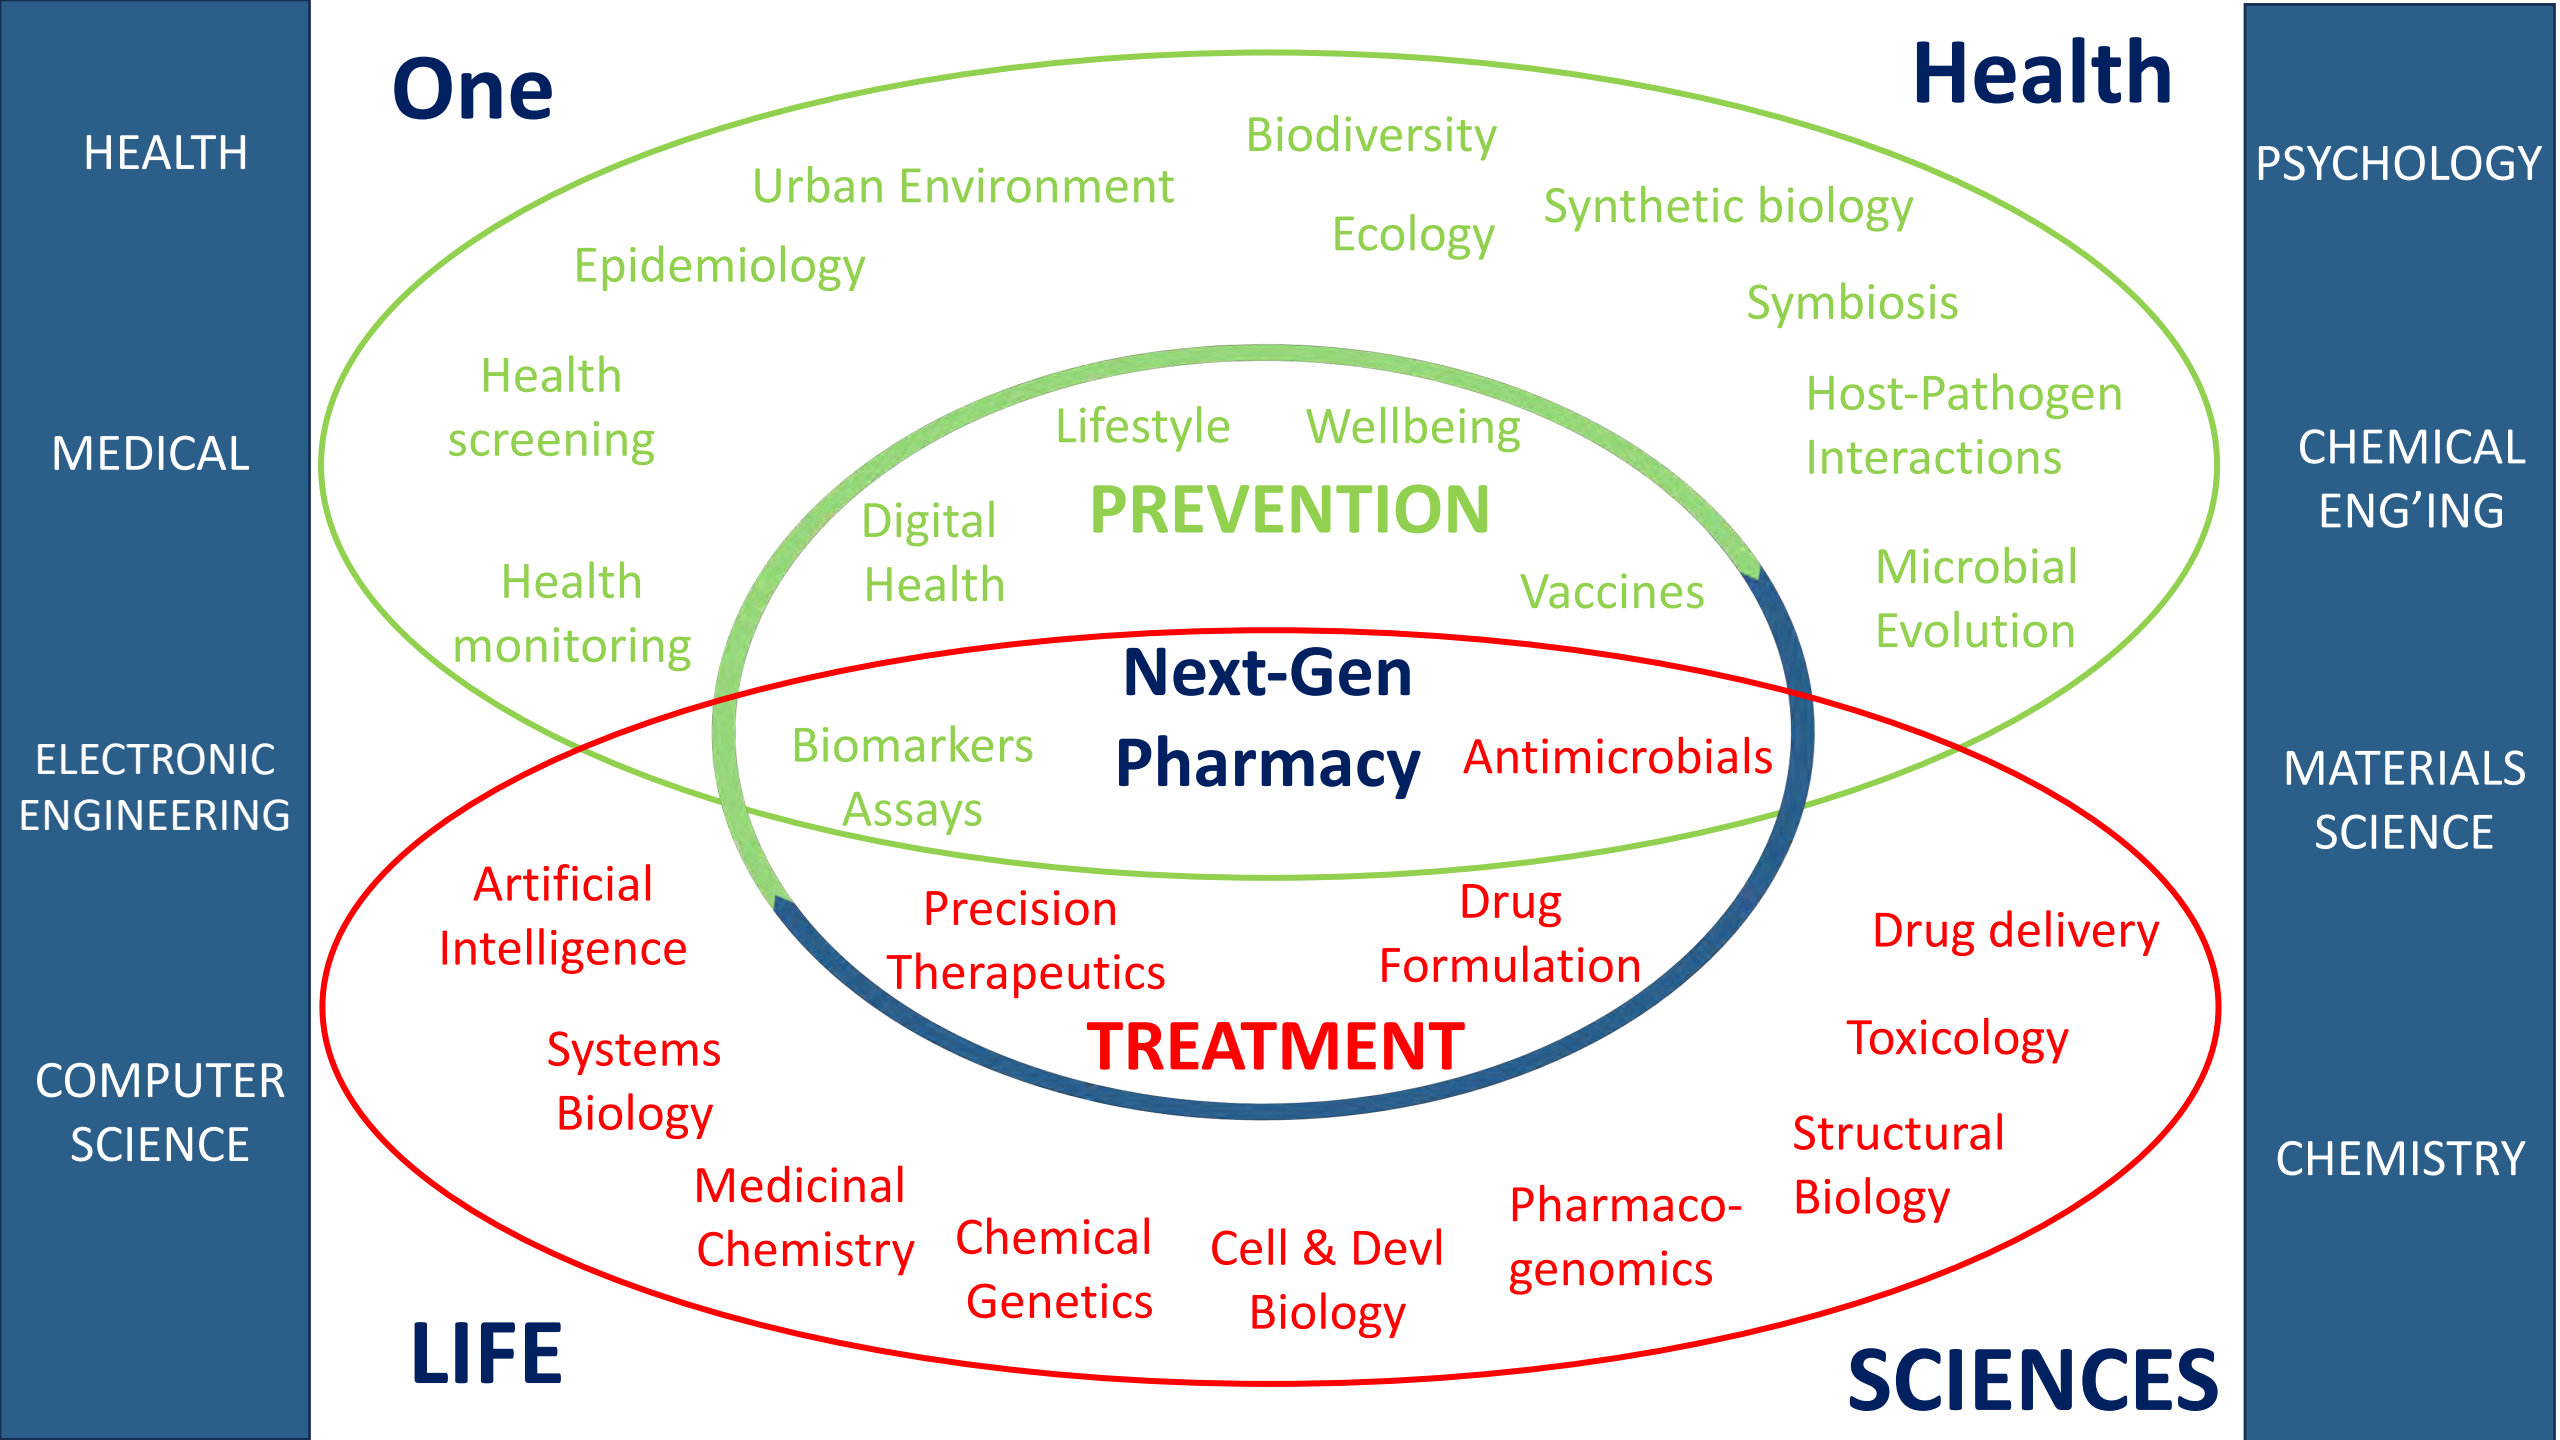 HEALTH
MEDICAL
ELECTRONIC
ENGINEERING
COMPUTER
SCIENCE
One
Health
Biodiversity
Urban Environment
Synthetic biology
Ecology
Epidemiology
Symbiosis
Health
screening
Host-Pathogen
Interactions
Health
monitoring
Microbial
Evolution
Lifestyle
Wellbeing
PREVENTION
Digital
Health
Vaccines
Next-Gen
Pharmacy
Biomarkers
Assays
Antimicrobials
Precision
Therapeutics
Drug
Formulation
TREATMENT
Artificial
Intelligence
Drug delivery
Systems
Biology
Toxicology
Medicinal
Chemistry
Chemical
Genetics
Cell & Devl
Biology
Pharmaco-
genomics
Structural
Biology
LIFE
SCIENCES
PSYCHOLOGY
CHEMICAL
ENG’ING
MATERIALS
SCIENCE
CHEMISTRY